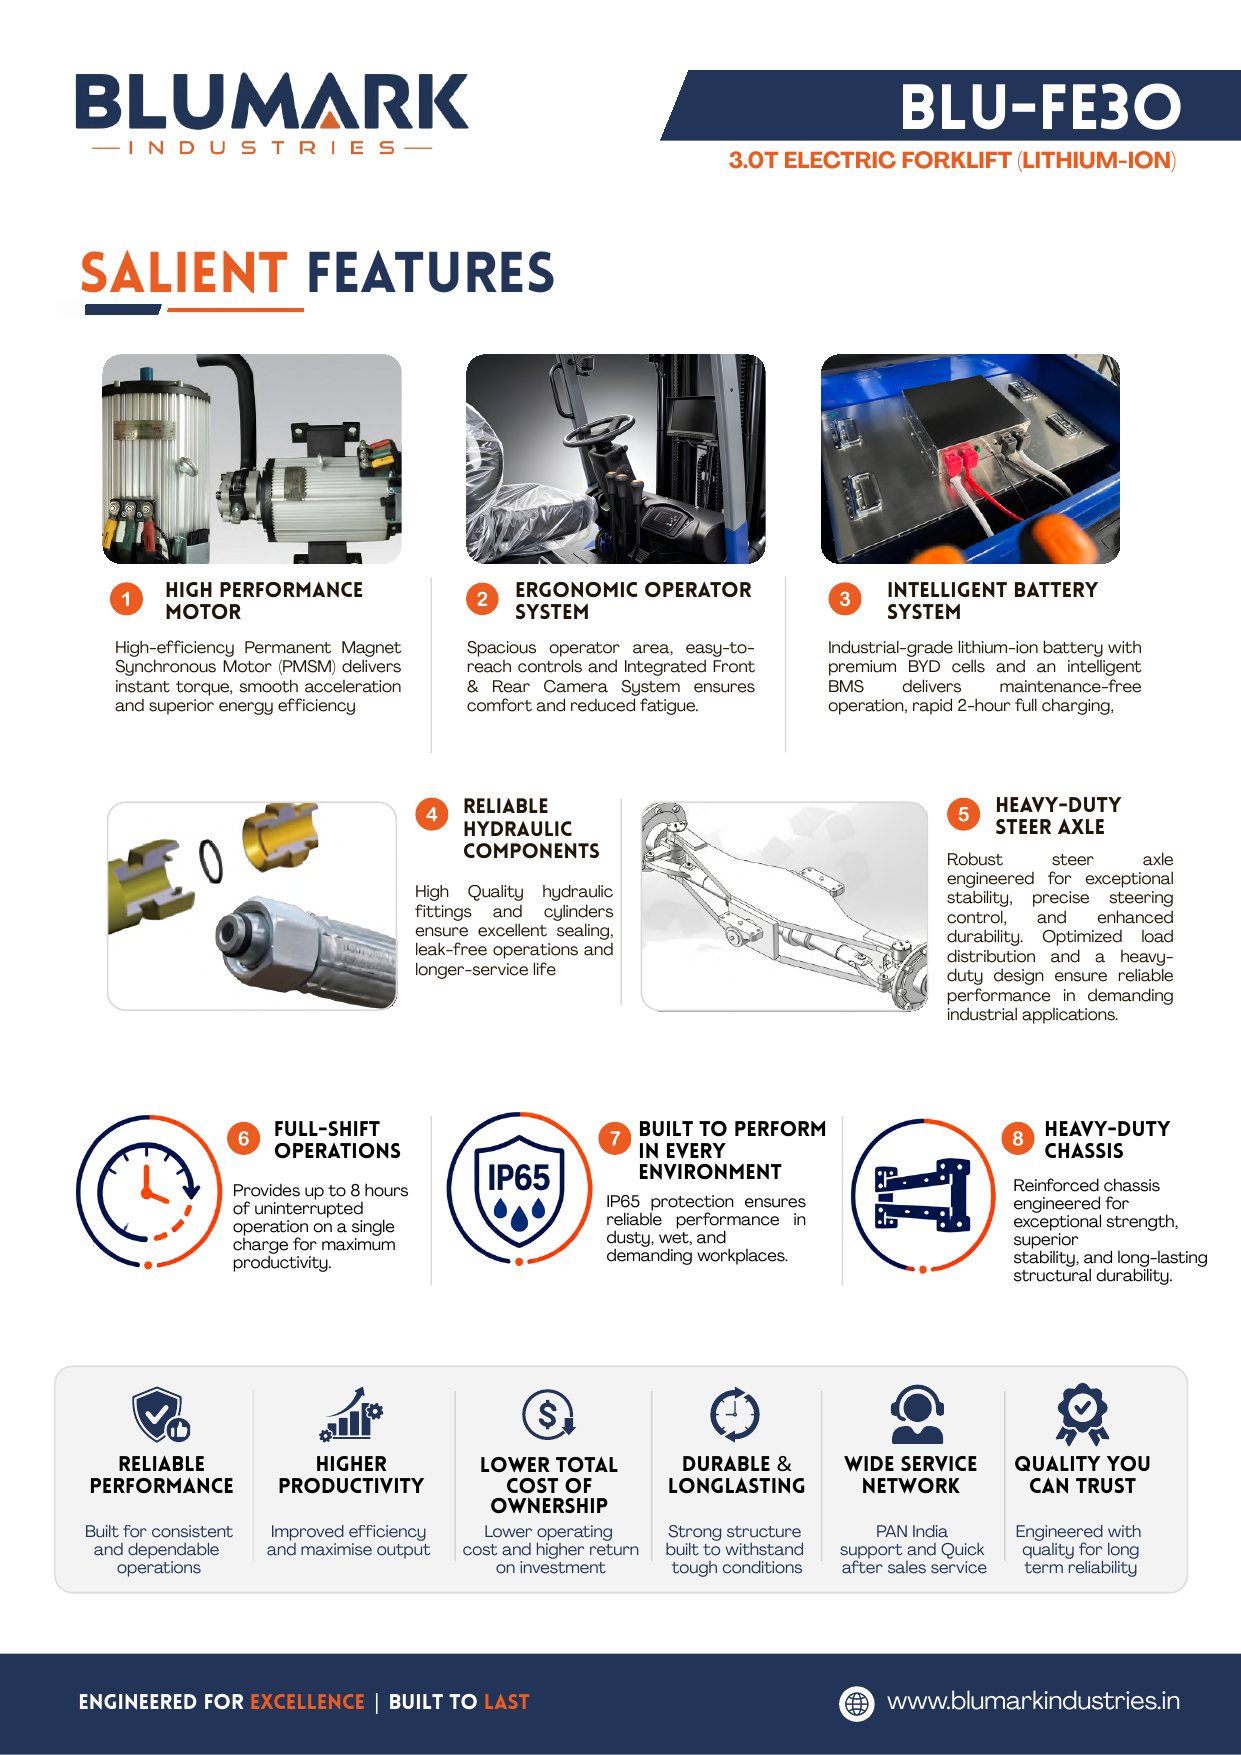 BLUMARK
INDUSTRIES
BLU-FE30
3.0T ELECTRIC FORKLIFT (LITHIUM-ION)
SALIENT FEATURES
1
HIGH PERFORMANCE
MOTOR
High-efficiency Permanent Magnet
Synchronous Motor (PMSM) delivers
instant torque, smooth acceleration
and superior energy efficiency
2
ERGONOMIC OPERATOR
SYSTEM
Spacious operator area, easy-to-
reach controls and Integrated Front
& Rear Camera System ensures
comfort and reduced fatigue.
3
INTELLIGENT BATTERY
SYSTEM
Industrial-grade lithium-ion battery with
premium BYD cells and an intelligent
BMS delivers maintenance-free
operation, rapid 2-hour full charging,
4
RELIABLE
HYDRAULIC
COMPONENTS
High Quality hydraulic
fittings and cylinders
ensure excellent sealing,
leak-free operations and
longer-service life
5
HEAVY-DUTY
STEER AXLE
Robust steer axle
engineered for exceptional
stability, precise steering
control, and enhanced
durability. Optimized load
distribution and a heavy-
duty design ensure reliable
performance in demanding
industrial applications.
6
FULL-SHIFT
OPERATIONS
Provides up to 8 hours
of uninterrupted
operation on a single
charge for maximum
productivity.
IP65
7
BUILT TO PERFORM
IN EVERY
ENVIRONMENT
IP65 protection ensures
reliable performance in
dusty, wet, and
demanding workplaces.
8
HEAVY-DUTY
CHASSIS
Reinforced chassis
engineered for
exceptional strength,
superior
stability, and long-lasting
structural durability.
RELIABLE
PERFORMANCE
Built for consistent
and dependable
operations
HIGHER
PRODUCTIVITY
Improved efficiency
and maximise output
$
LOWER TOTAL
COST OF
OWNERSHIP
Lower operating
cost and higher return
on investment
DURABLE &
LONGLASTING
Strong structure
built to withstand
tough conditions
WIDE SERVICE
NETWORK
PAN India
support and Quick
after sales service
QUALITY YOU
CAN TRUST
Engineered with
quality for long
term reliability
ENGINEERED FOR EXCELLENCE | BUILT TO LAST
www.blumarkindustries.in